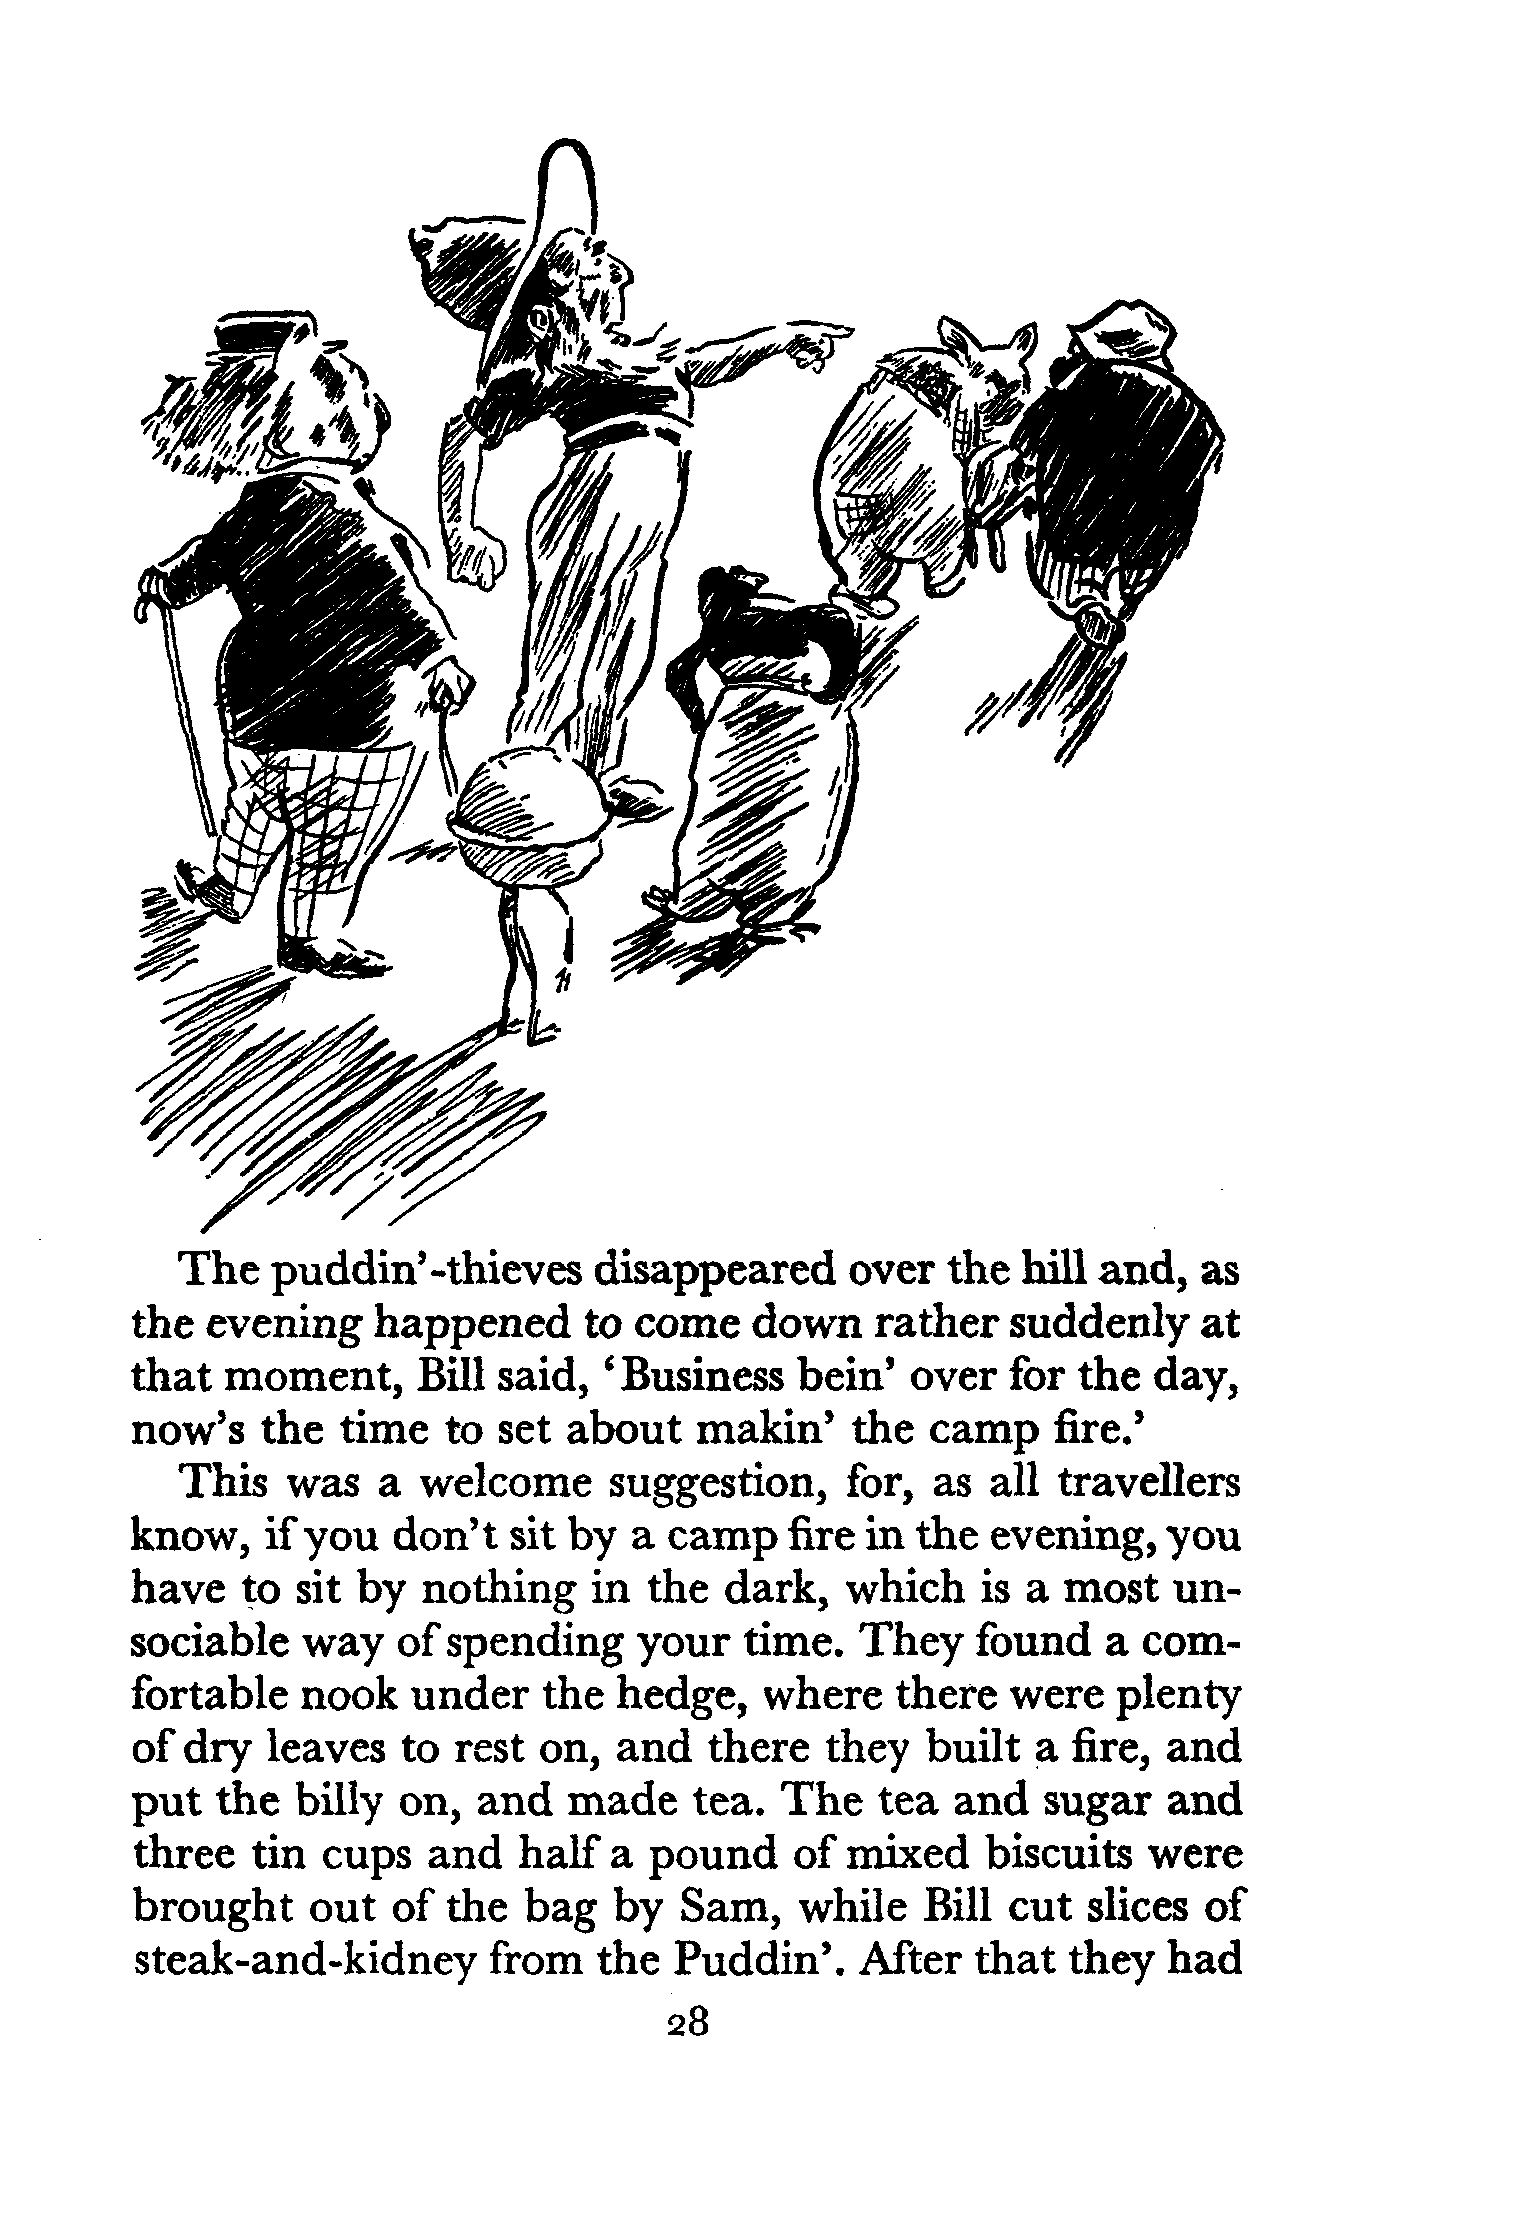 The puddin'-thieves disappeared over the hill and, as
the evening happened to come down rather suddenly at
that moment, Bill said, ‘Business bein’ over for the day,
now’s the time to set about makin’ the camp fire.’
This was a welcome suggestion, for, as all travellers
know, if you don’t sit by a camp fire in the evening, you
have to sit by nothing in the dark, which is a most un-
sociable way of spending your time. They found a com-
fortable nook under the hedge, where there were plenty
of dry leaves to rest on, and there they built a fire, and
put the billy on, and made tea. The tea and sugar and
three tin cups and half a pound of mixed biscuits were
brought out of the bag by Sam, while Bill cut slices of
steak-and-kidney from the Puddin’. After that they had
28